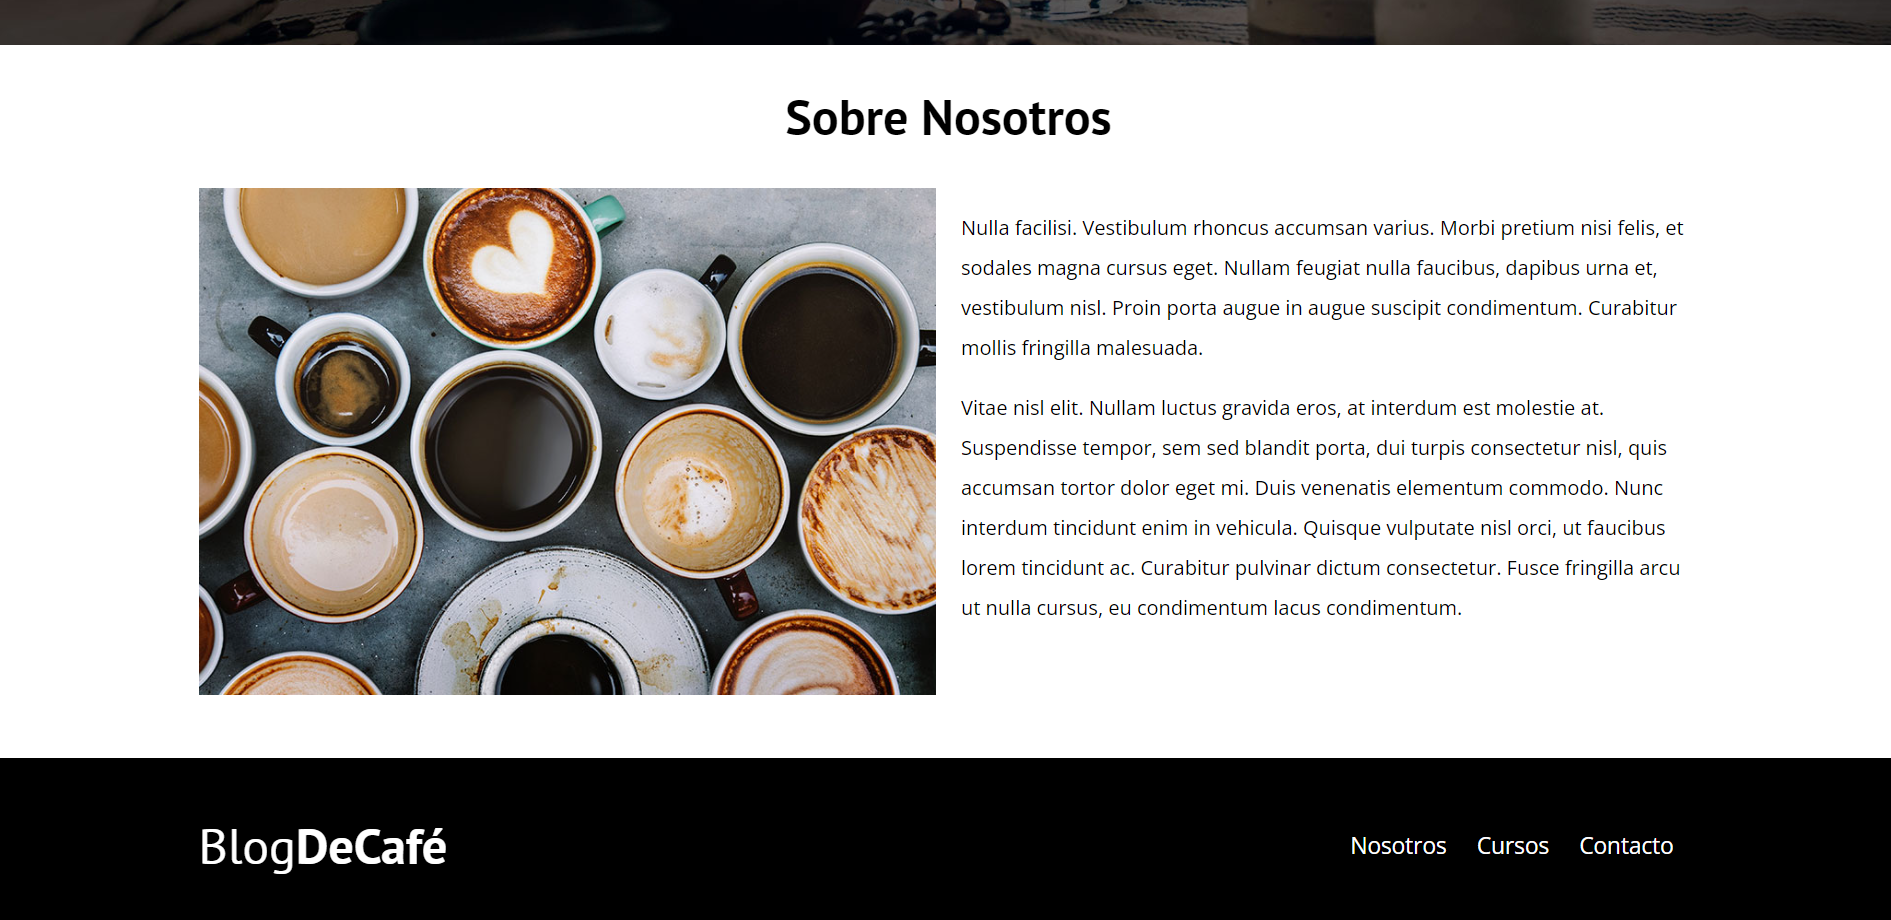 Sobre Nosotros
Nulla facilisi. Vestibulum rhoncus accumsan varius. Morbi pretium nisi felis, et
sodales magna cursus eget. Nullam feugiat nulla faucibus, dapibus urna et,
vestibulum nisl. Proin porta augue in augue suscipit condimentum. Curabitur
mollis fringilla malesuada.
Vitae nisl elit. Nullam luctus gravida eros, at interdum est molestie at.
Suspendisse tempor, sem sed blandit porta, dui turpis consectetur nisl, quis
accumsan tortor dolor eget mi. Duis venenatis elementum commodo. Nunc
interdum tincidunt enim in vehicula. Quisque vulputate nisl orci, ut faucibus
lorem tincidunt ac. Curabitur pulvinar dictum consectetur. Fusce fringilla arcu
ut nulla cursus, eu condimentum lacus condimentum.
BlogDeCafé
Nosotros Cursos Contacto